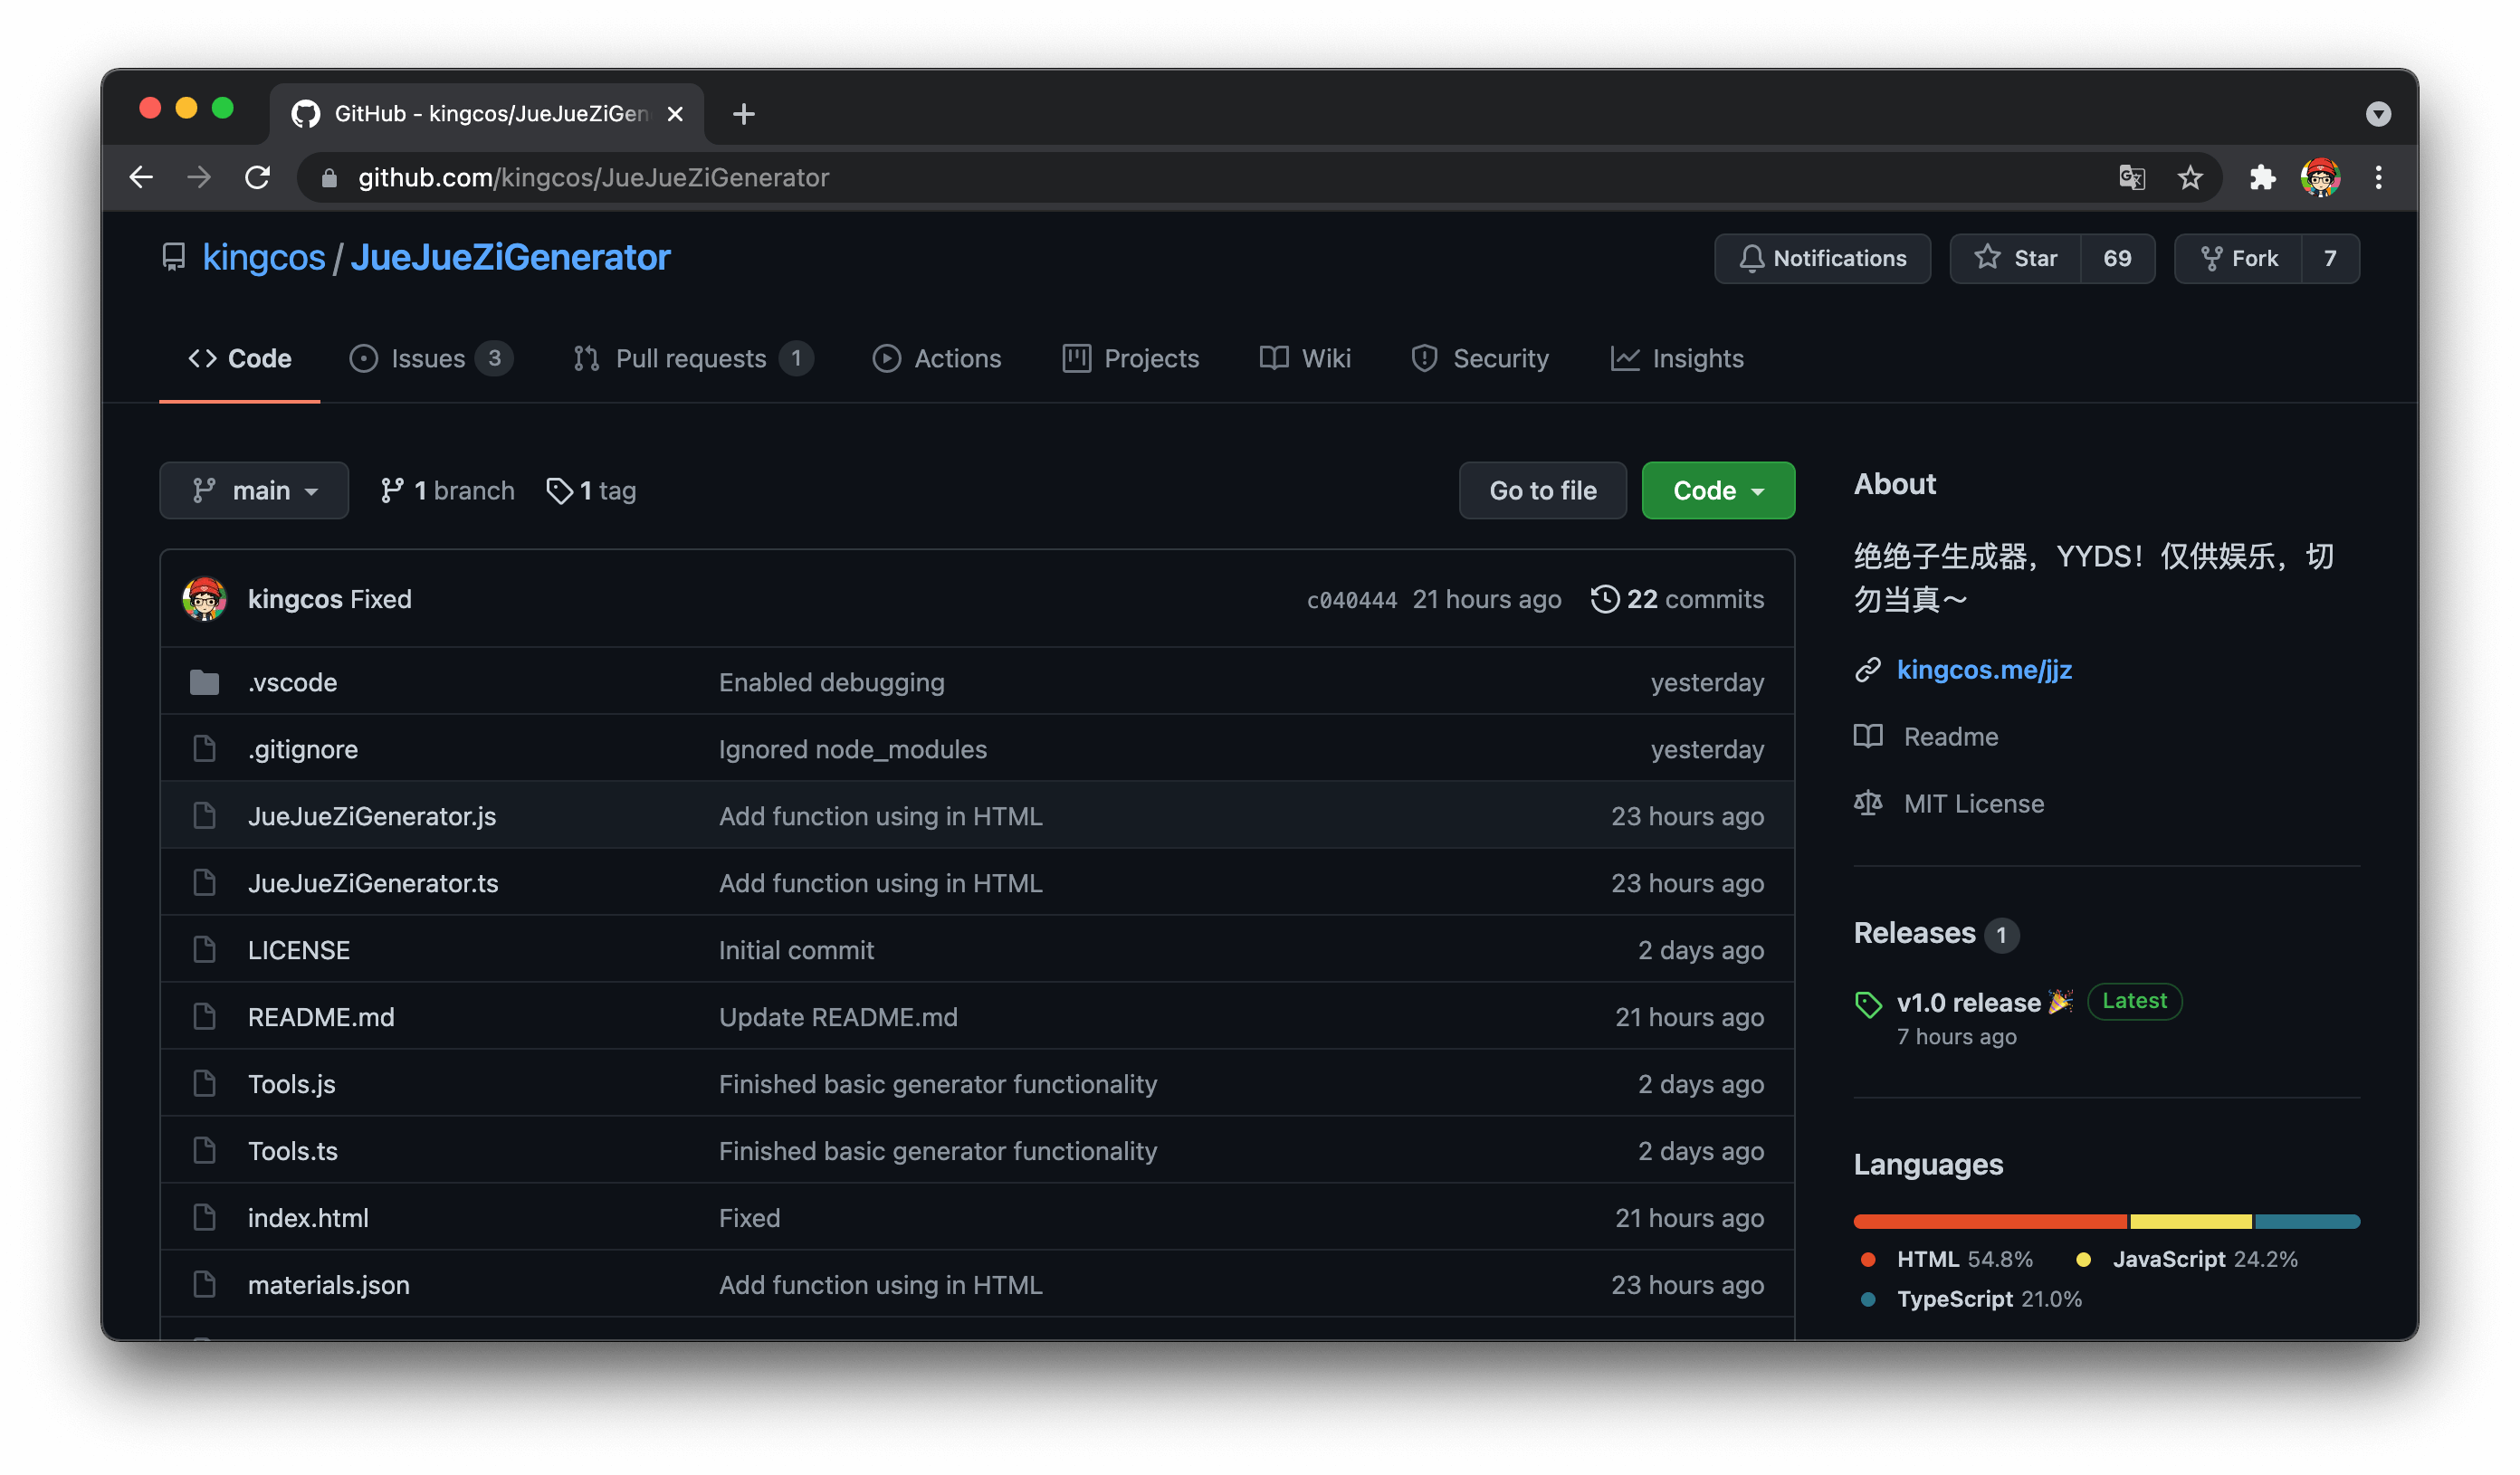 GitHub - kingcos/JueJueZiGen
github.com/kingcos/JueJueZiGenerator
kingcos / JueJueZiGenerator
Notifications
Star 69
Fork 7
Code
Issues 3
Pull requests 1
Actions
Projects
Wiki
Security
Insights
main
1 branch
1 tag
Go to file
Code
kingcos Fixed c040444 21 hours ago 22 commits
.vscode Enabled debugging yesterday
.gitignore Ignored node_modules yesterday
JueJueZiGenerator.js Add function using in HTML 23 hours ago
JueJueZiGenerator.ts Add function using in HTML 23 hours ago
LICENSE Initial commit 2 days ago
README.md Update README.md 21 hours ago
Tools.js Finished basic generator functionality 2 days ago
Tools.ts Finished basic generator functionality 2 days ago
index.html Fixed 21 hours ago
materials.json Add function using in HTML 23 hours ago
About
绝绝子生成器，YYDS！仅供娱乐，切
勿当真～
kingcos.me/jjz
Readme
MIT License
Releases 1
v1.0 release 🎉 Latest
7 hours ago
Languages
HTML 54.8% JavaScript 24.2%
TypeScript 21.0%